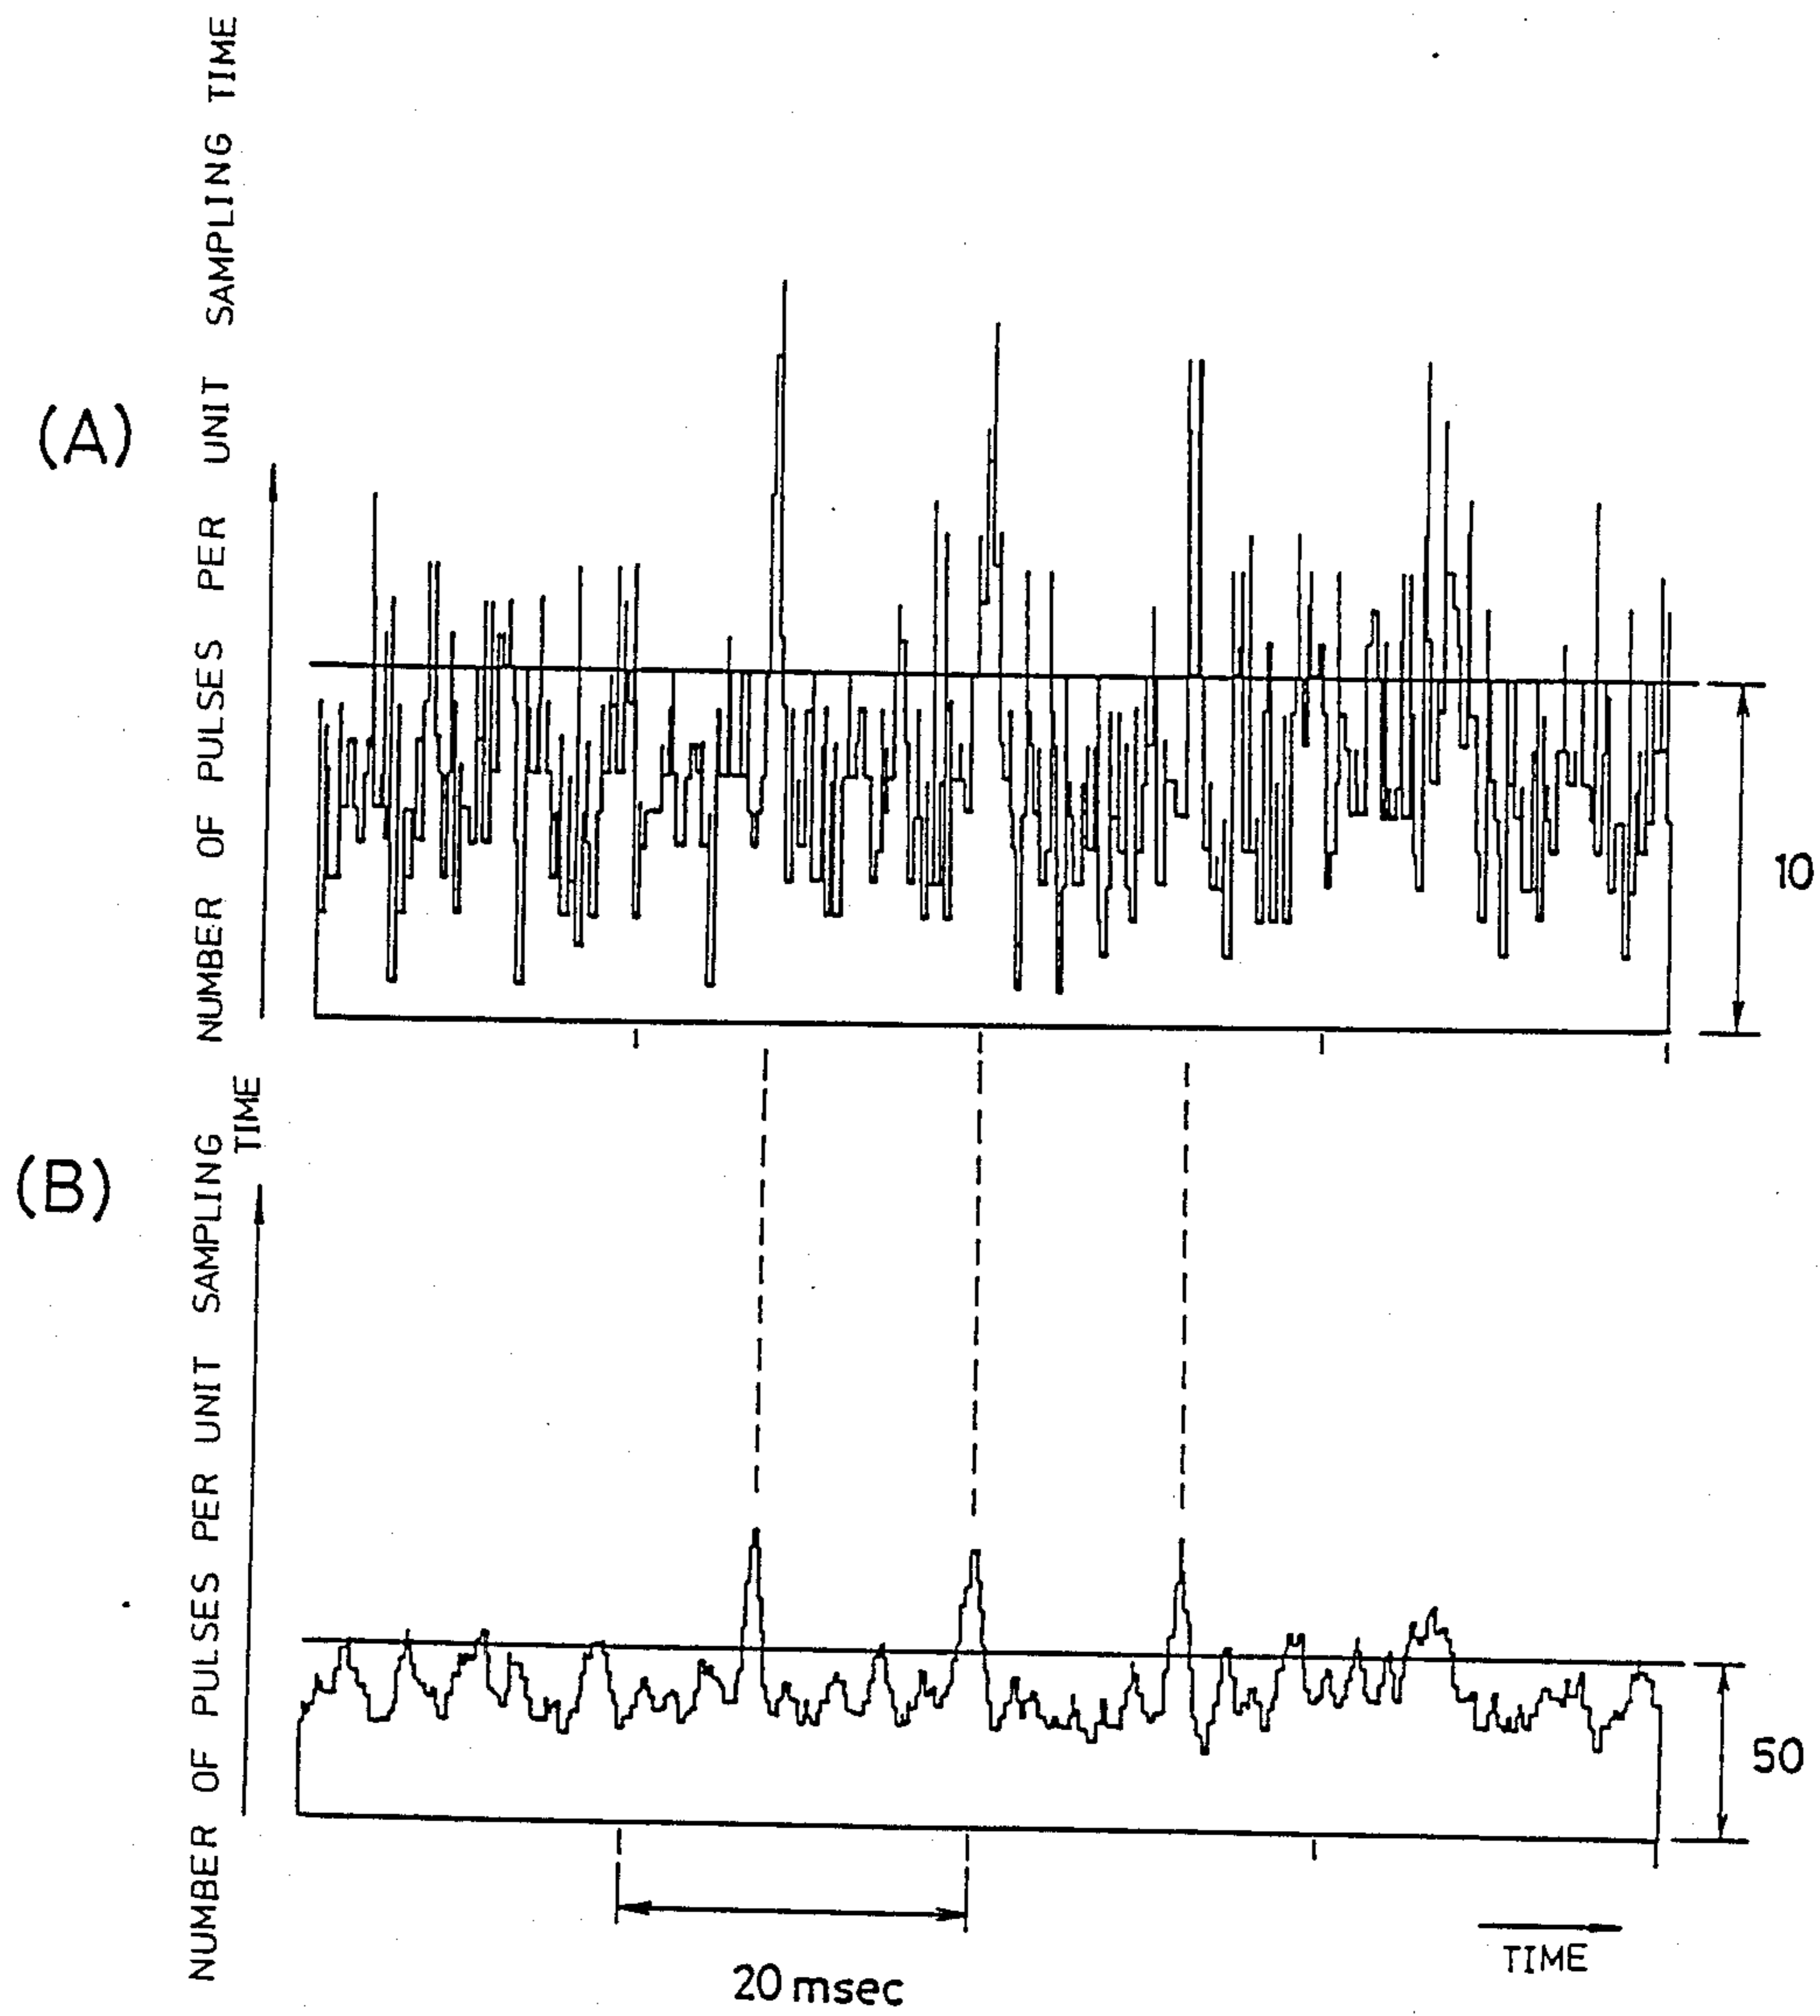 (A)
NUMBER OF PULSES PER UNIT SAMPLING TIME
10
(B)
NUMBER OF PULSES PER UNIT SAMPLING
TIME
50
20 msec
TIME